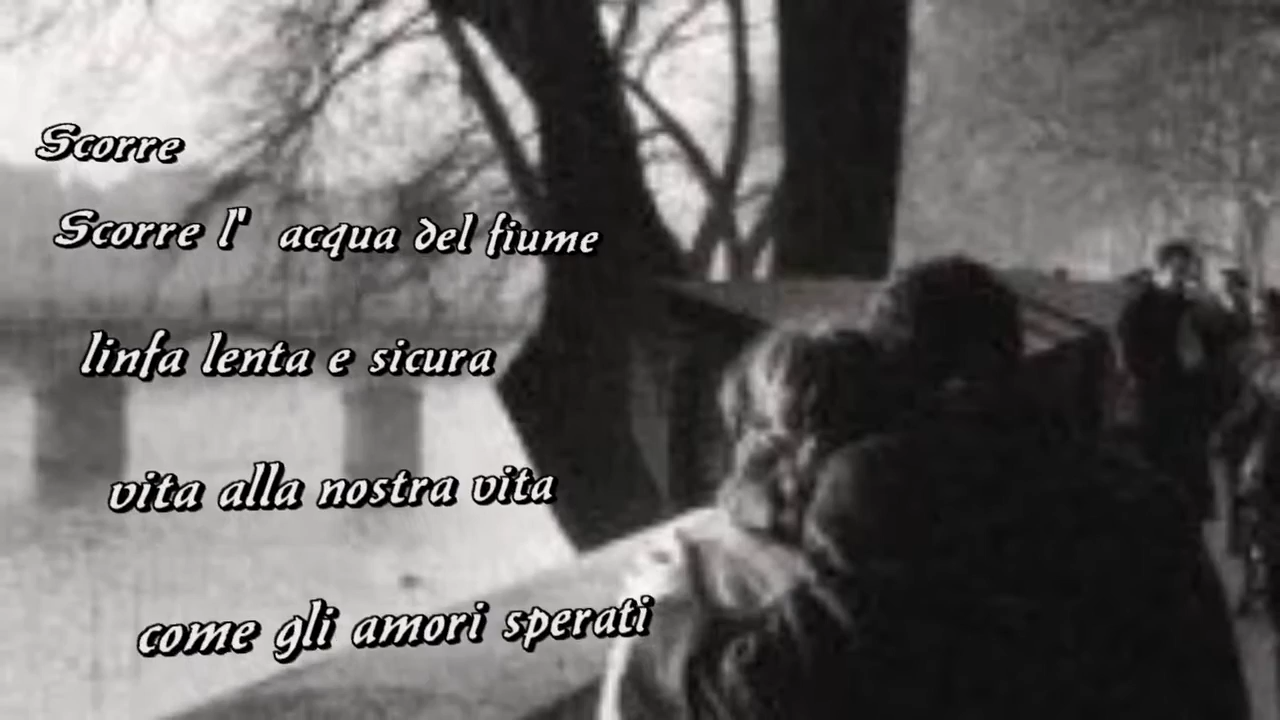 Scorre
Scorre l' acqua del fiume
linfa lenta e sicura
vita alla nostra vita
come gli amori sperati